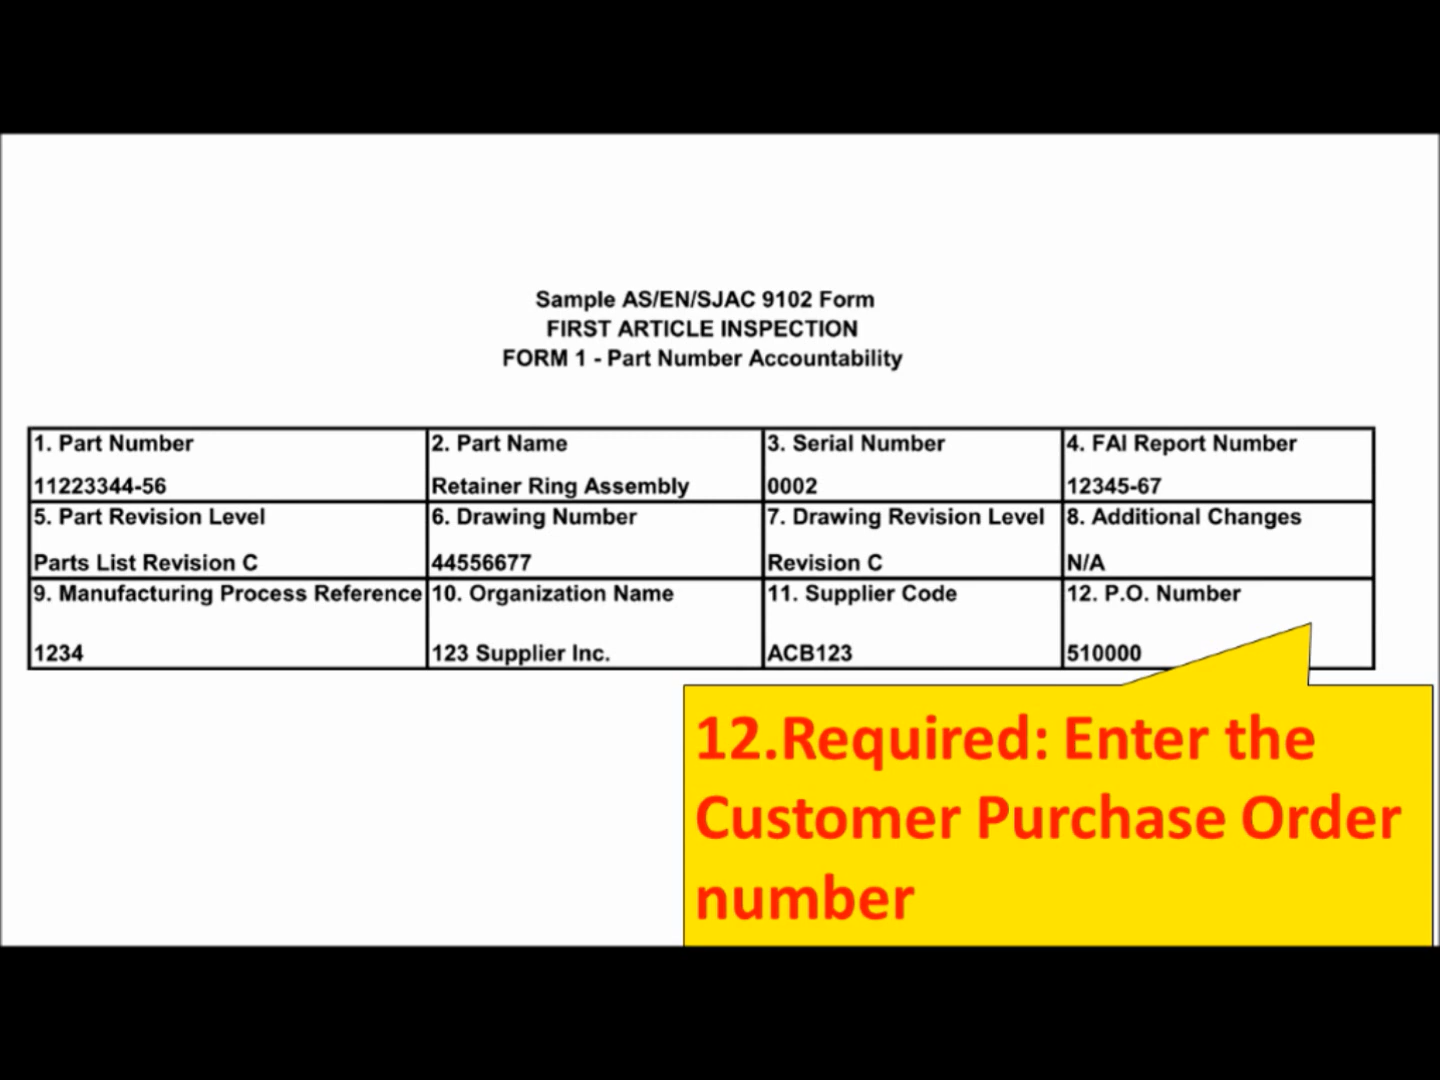 Sample AS/EN/SJAC 9102 Form
FIRST ARTICLE INSPECTION
FORM 1 - Part Number Accountability
1. Part Number
11223344-56
2. Part Name
Retainer Ring Assembly
3. Serial Number
0002
4. FAI Report Number
12345-67
5. Part Revision Level
Parts List Revision C
6. Drawing Number
44556677
7. Drawing Revision Level
Revision C
8. Additional Changes
N/A
9. Manufacturing Process Reference
1234
10. Organization Name
123 Supplier Inc.
11. Supplier Code
ACB123
12. P.O. Number
510000
12.Required: Enter the
Customer Purchase Order
number